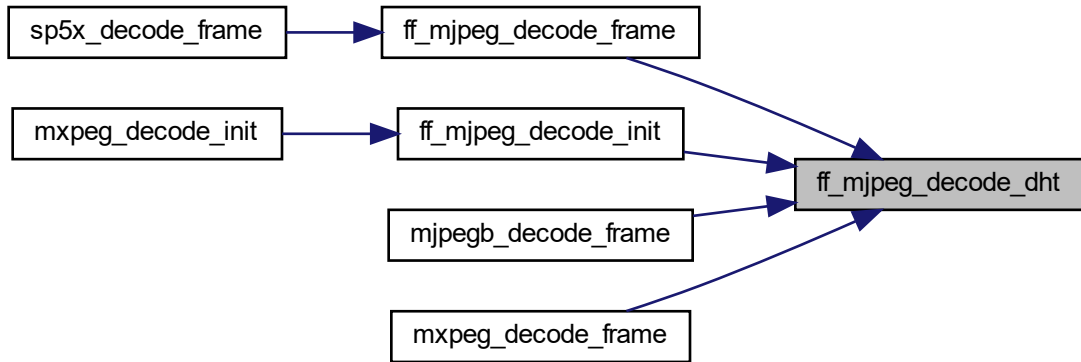 sp5x_decode_frame
ff_mjpeg_decode_frame
mxpeg_decode_init
ff_mjpeg_decode_init
ff_mjpeg_decode_dht
mjpegb_decode_frame
mxpeg_decode_frame